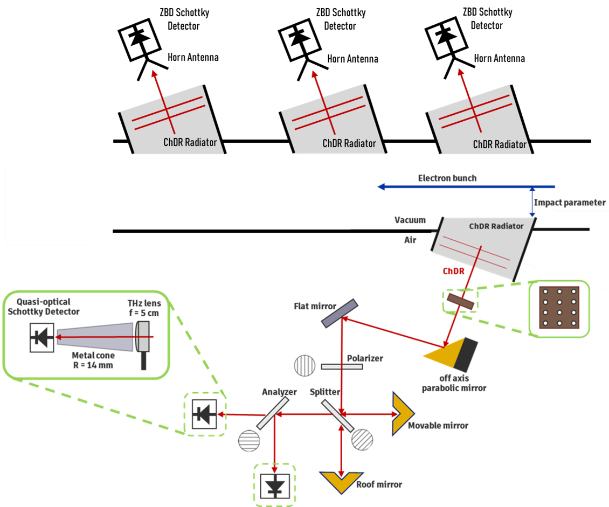 ZBD Schottky
Detector
Horn Antenna
ChDR Radiator
ZBD Schottky
Detector
Horn Antenna
ChDR Radiator
ZBD Schottky
Detector
Horn Antenna
ChDR Radiator
Electron bunch
Impact parameter
Vacuum
Air
ChDR Radiator
ChDR
Quasi-optical
Schottky Detector
THz lens
f = 5 cm
Metal cone
R = 14 mm
Flat mirror
Polarizer
off axis
parabolic mirror
Analyzer
Splitter
Movable mirror
Roof mirror